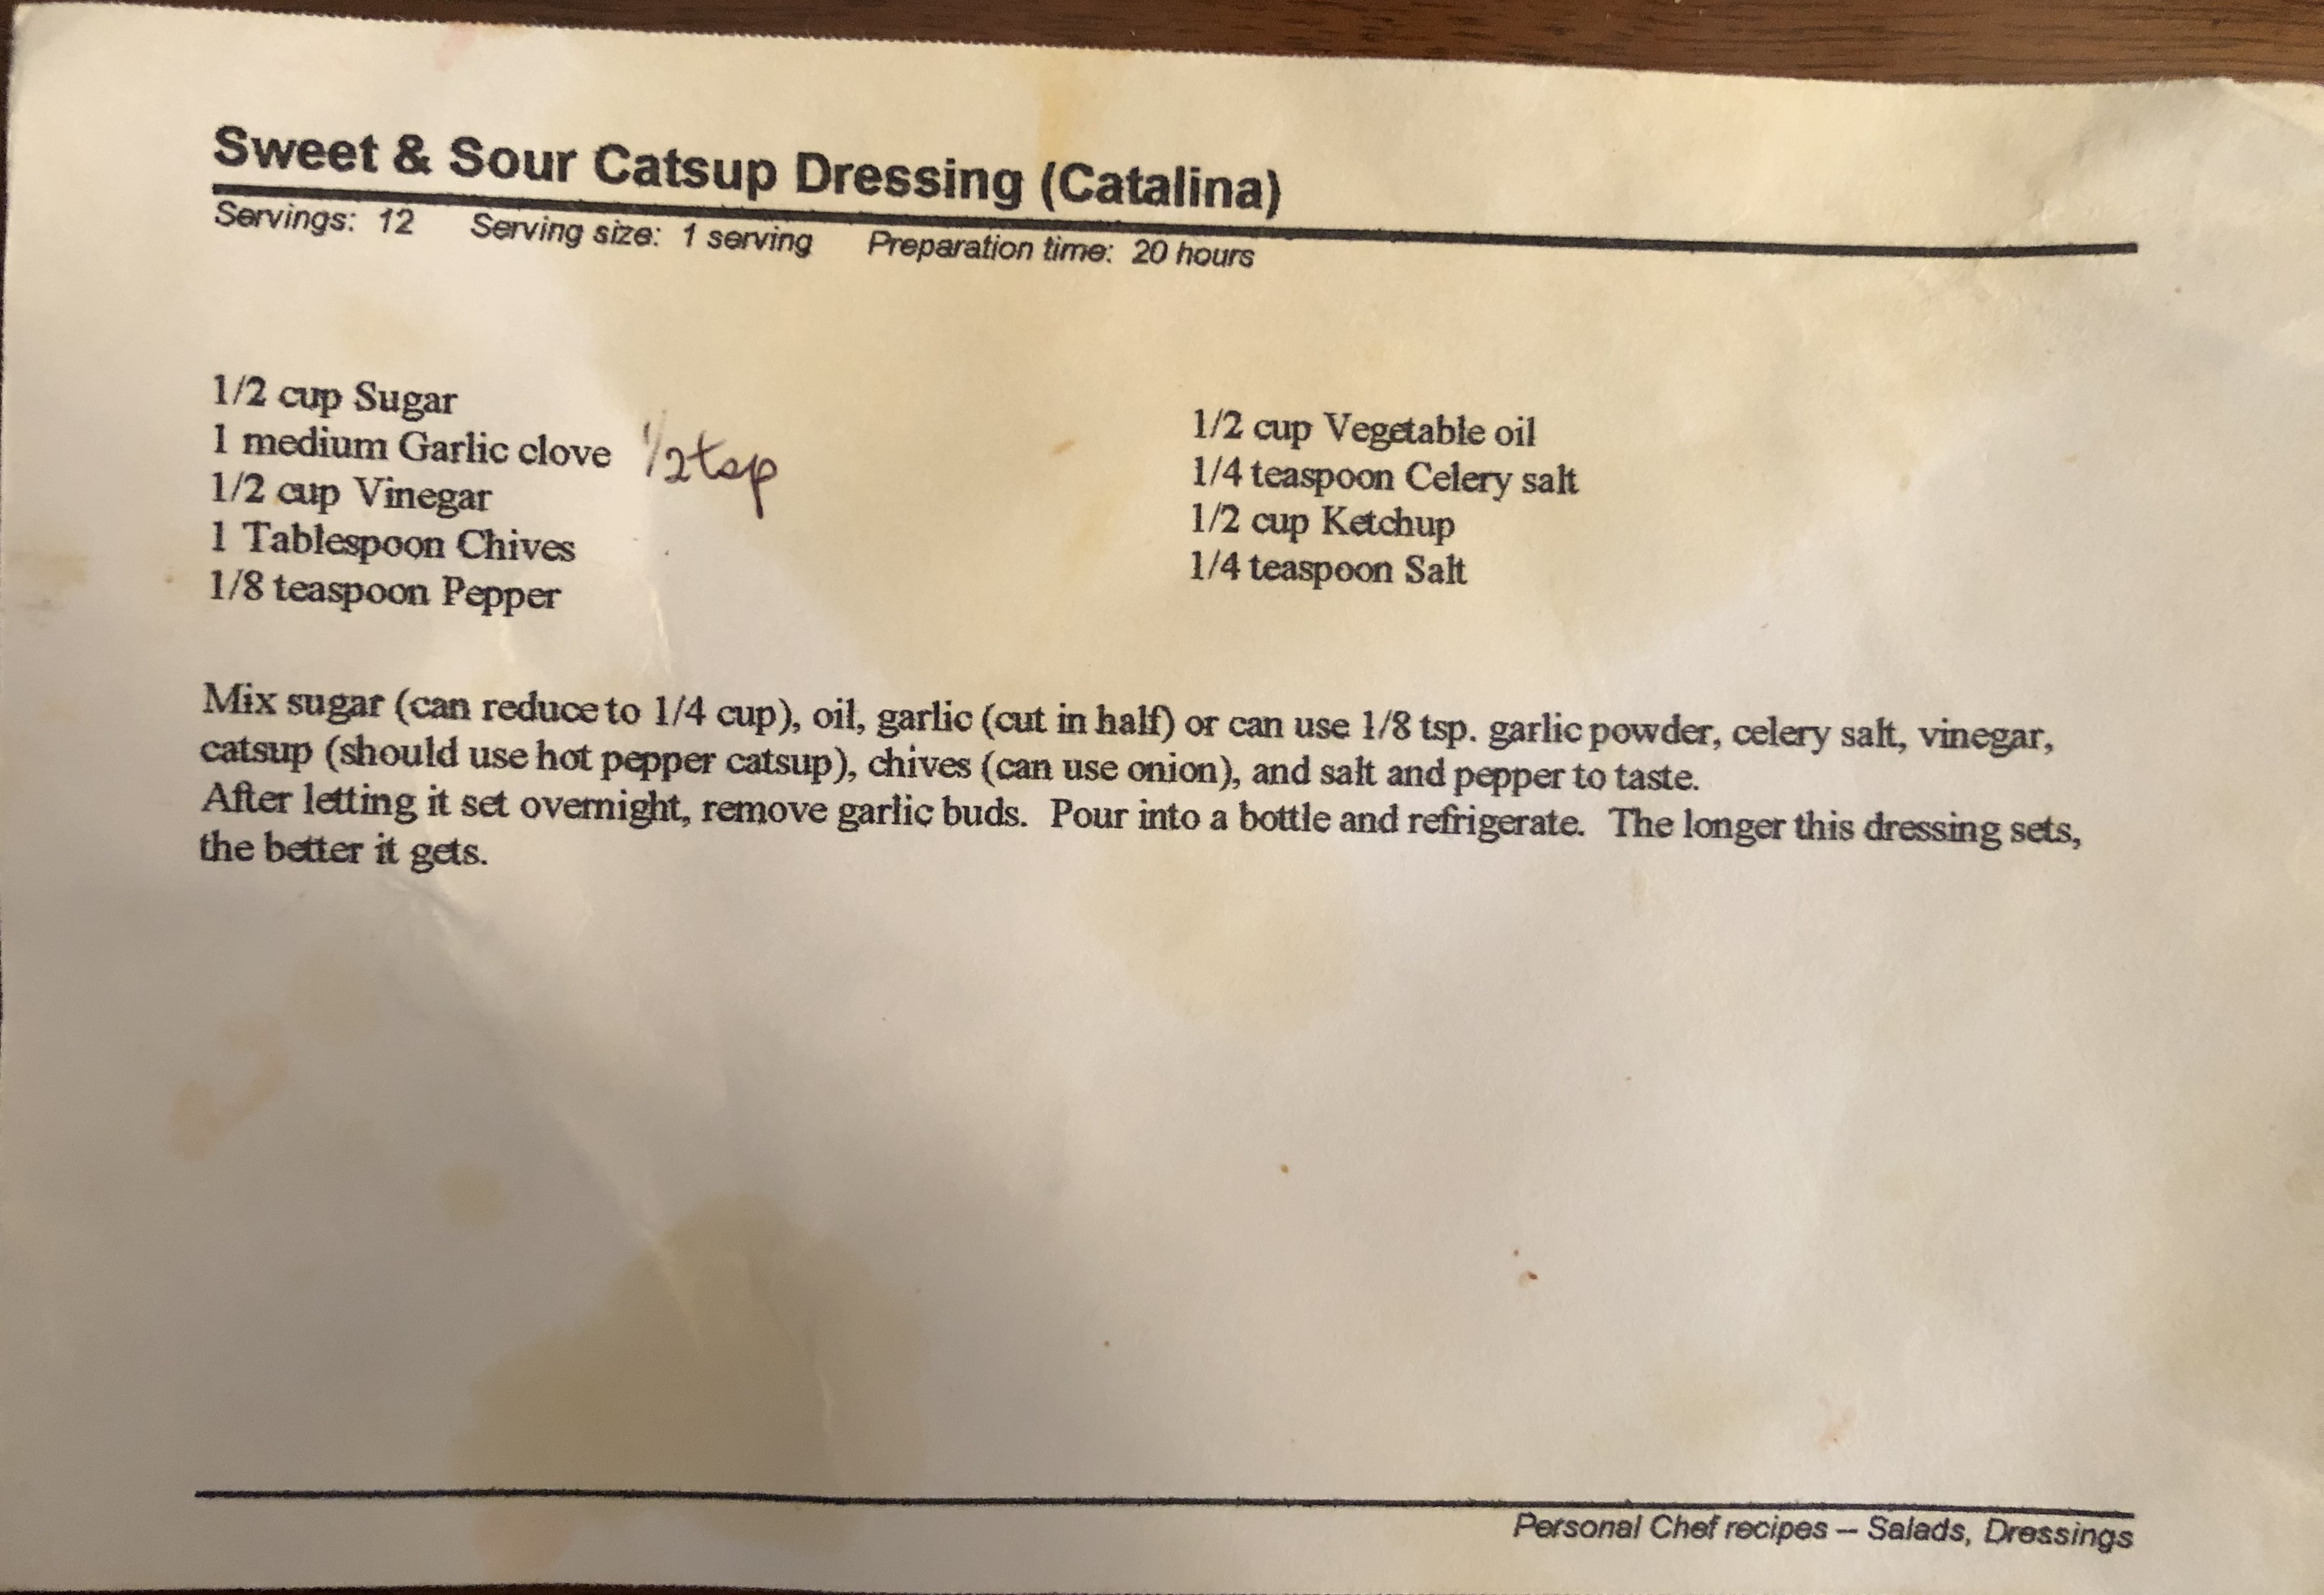 Sweet & Sour Catsup Dressing (Catalina)
Servings: 12 Serving size: 1 serving Preparation time: 20 hours
1/2 cup Sugar
1 medium Garlic clove 1/2 tsp
1/2 cup Vinegar
1 Tablespoon Chives
1/8 teaspoon Pepper
1/2 cup Vegetable oil
1/4 teaspoon Celery salt
1/2 cup Ketchup
1/4 teaspoon Salt
Mix sugar (can reduce to 1/4 cup), oil, garlic (cut in half) or can use 1/8 tsp. garlic powder, celery salt, vinegar,
catsup (should use hot pepper catsup), chives (can use onion), and salt and pepper to taste.
After letting it set overnight, remove garlic buds. Pour into a bottle and refrigerate. The longer this dressing sets,
the better it gets.
Personal Chef recipes – Salads, Dressings